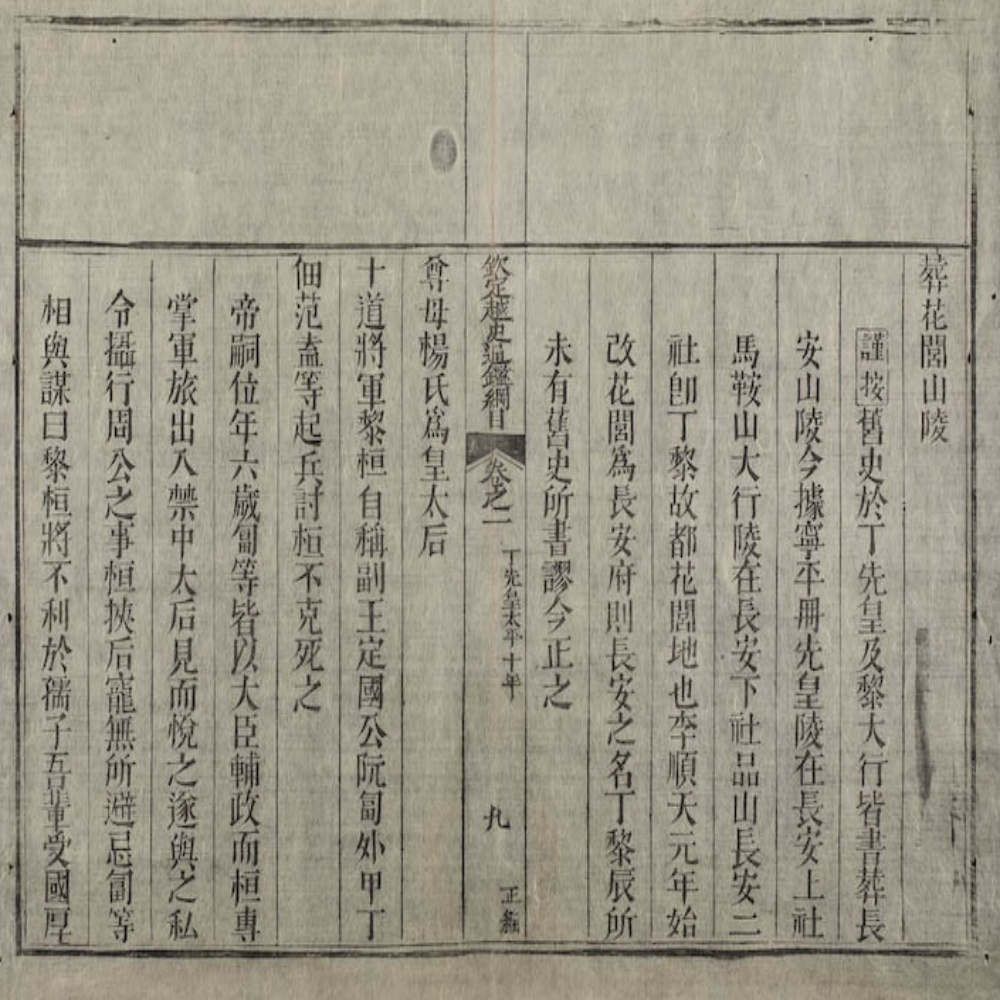 葬花閭山陵
謹按舊史於丁先皇及黎大行皆書葬長
安山陵今據寧平冊先皇陵在長安上社
馬鞍山大行陵在長安下社品山長安二
社卽丁黎故都花閭地也李順天元年始
改花閭爲長安府則長安之名丁黎辰所
未有舊史所書謬今正之
欽定越史通鑑綱目 卷之一 丁先皇太平十年 九 正編
尊母楊氏爲皇太后
十道將軍黎桓自稱副王定國公阮匐外甲丁
佃范盍等起兵討桓不克死之
帝嗣位年六歲匐等皆以大臣輔政而桓專
掌軍旅出入禁中太后見而悅之遂與之私
令攝行周公之事桓挾后寵無所避忌匐等
相與謀曰黎桓將不利於孺子吾輩受國厚